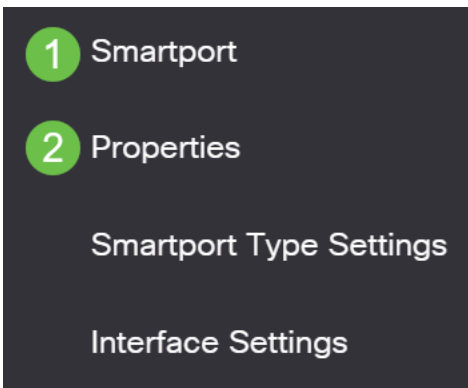 1 Smartport
2 Properties
Smartport Type Settings
Interface Settings